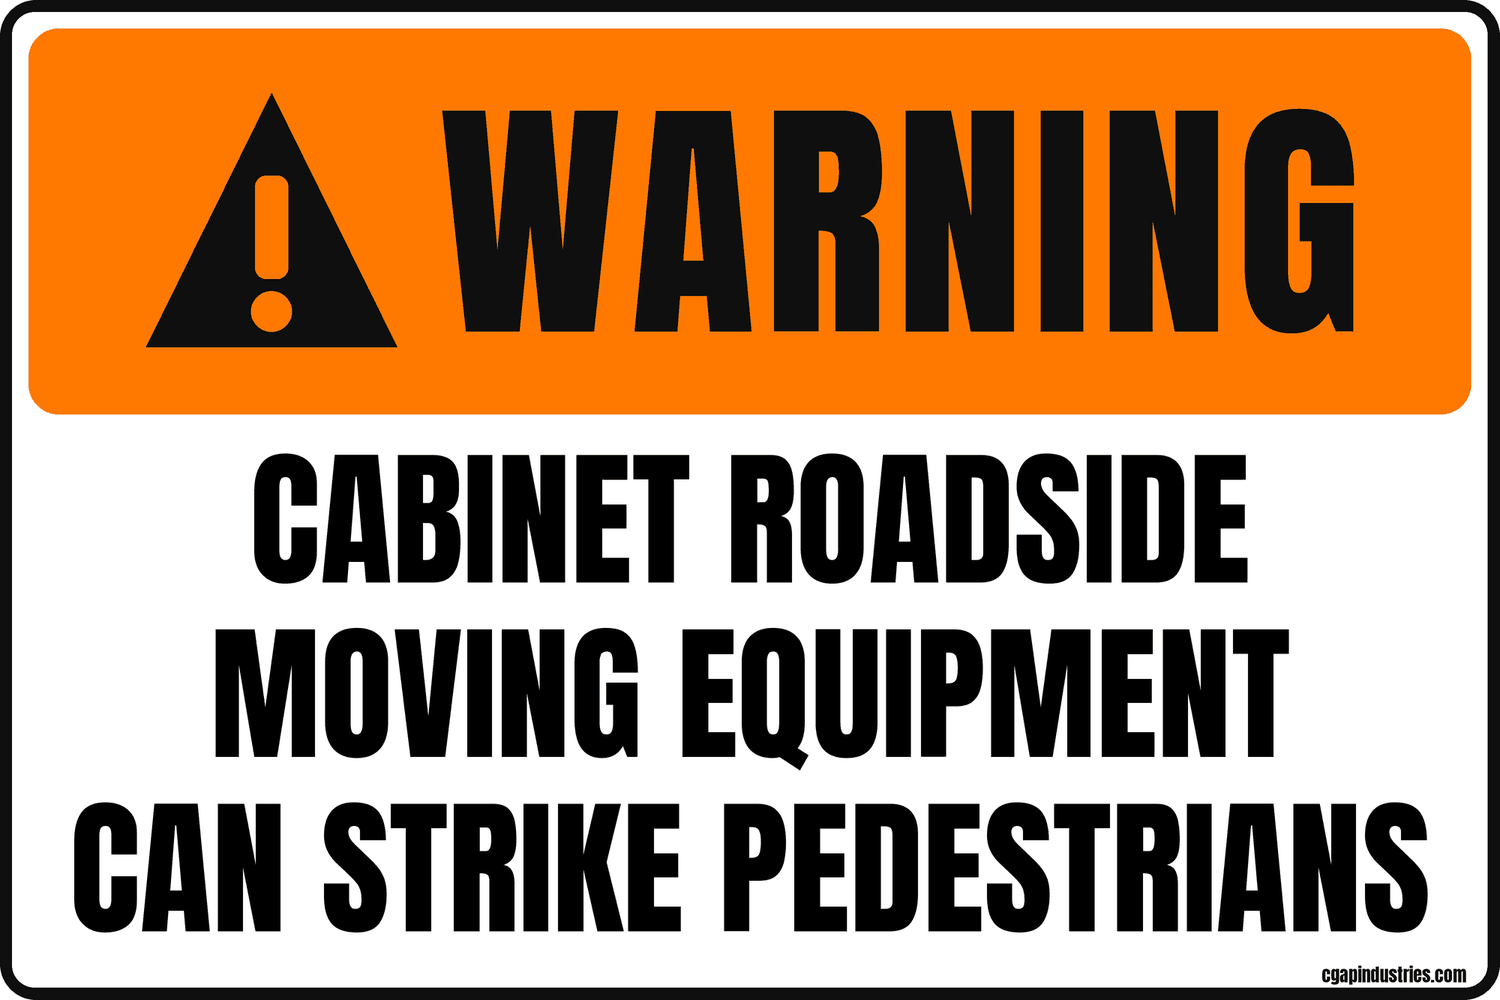 WARNING
CABINET ROADSIDE
MOVING EQUIPMENT
CAN STRIKE PEDESTRIANS
cgapindustries.com